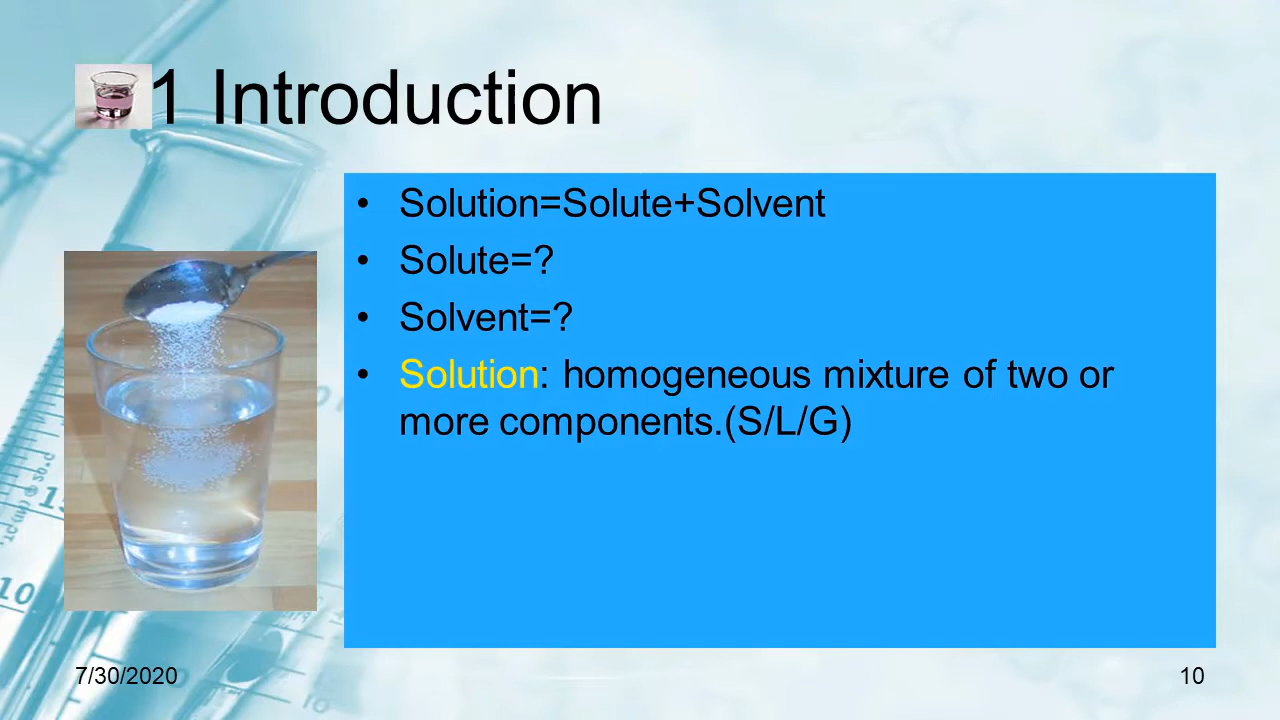 1 Introduction
• Solution=Solute+Solvent
• Solute=?
• Solvent=?
• Solution: homogeneous mixture of two or
more components.(S/L/G)
7/30/2020
10